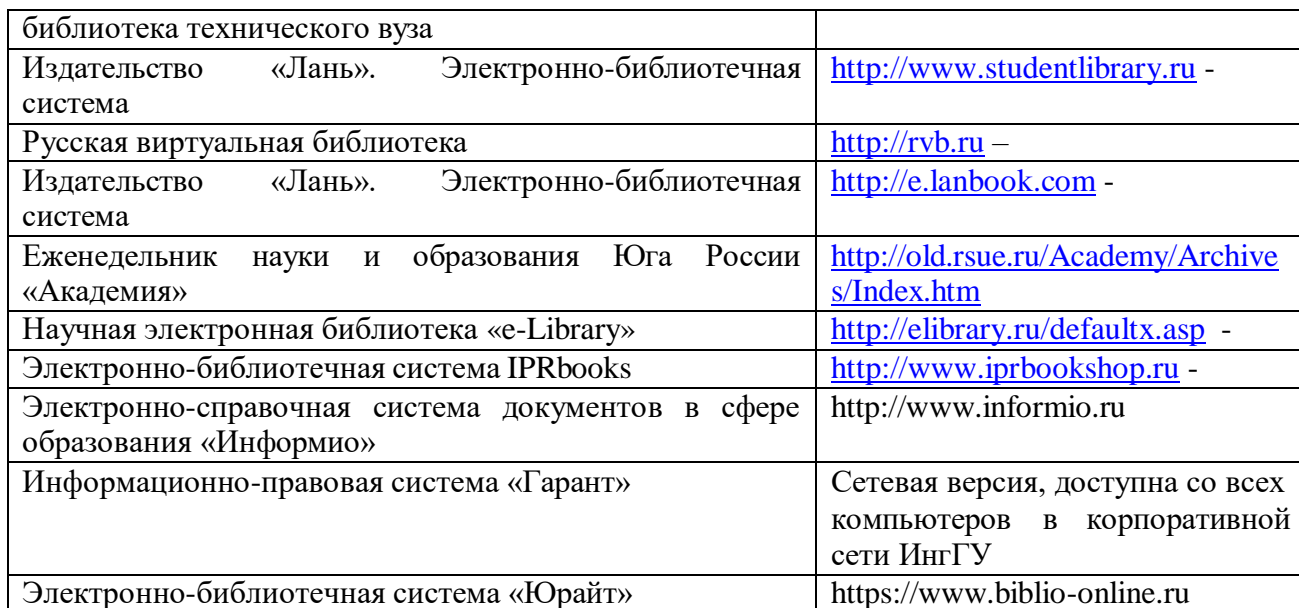 библиотека технического вуза
Издательство «Лань». Электронно-библиотечная
система
http://www.studentlibrary.ru -
Русская виртуальная библиотека
http://rvb.ru –
Издательство «Лань». Электронно-библиотечная
система
http://e.lanbook.com -
Еженедельник науки и образования Юга России
«Академия»
http://old.rsue.ru/Academy/Archive
s/Index.htm
Научная электронная библиотека «e-Library»
http://elibrary.ru/defaultx.asp -
Электронно-библиотечная система IPRbooks
http://www.iprbookshop.ru -
Электронно-справочная система документов в сфере
образования «Информио»
http://www.informio.ru
Информационно-правовая система «Гарант»
Сетевая версия, доступна со всех
компьютеров в корпоративной
сети ИнгГУ
Электронно-библиотечная система «Юрайт»
https://www.biblio-online.ru